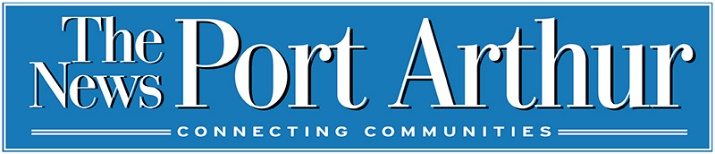 The News Port Arthur
CONNECTING COMMUNITIES